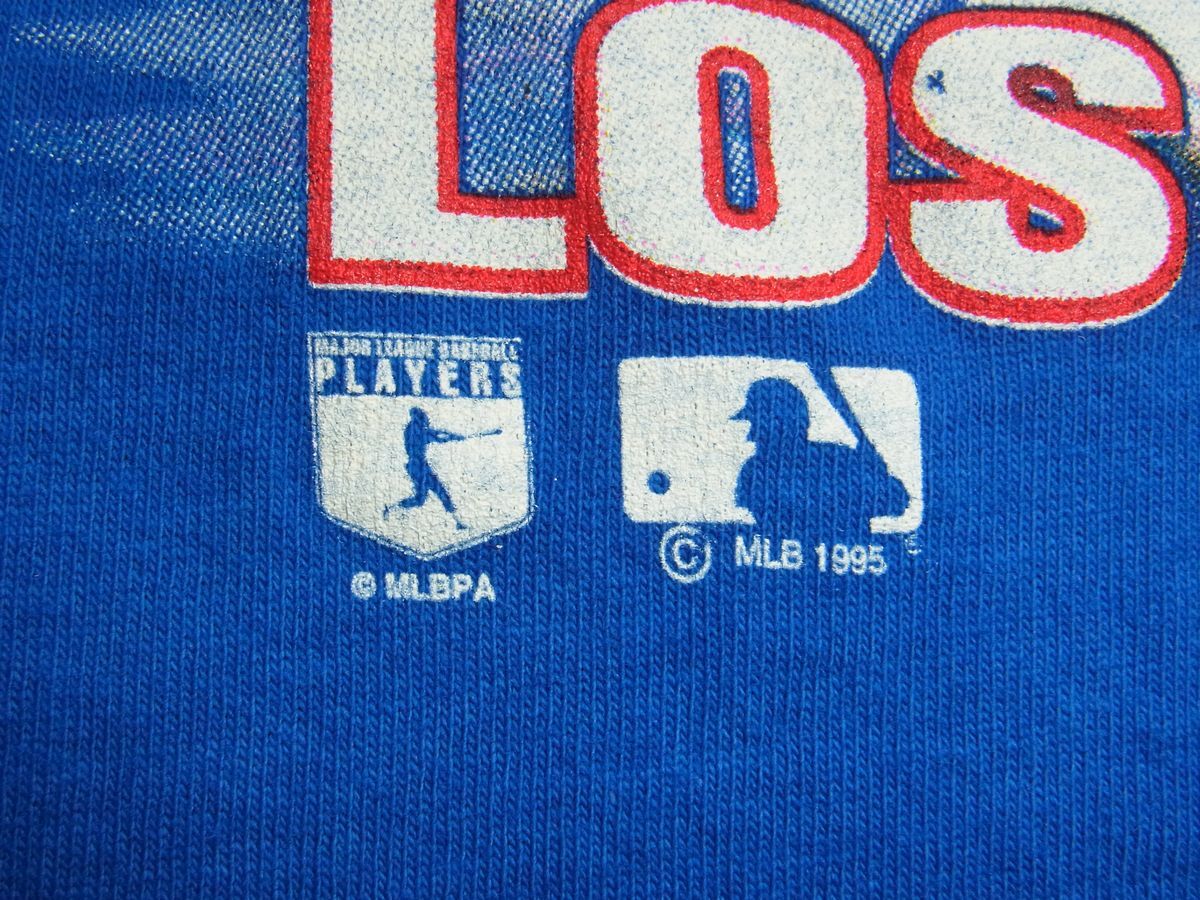 Los
MAJOR LEAGUE BASEBALL
PLAYERS
© MLBPA
© MLB 1995